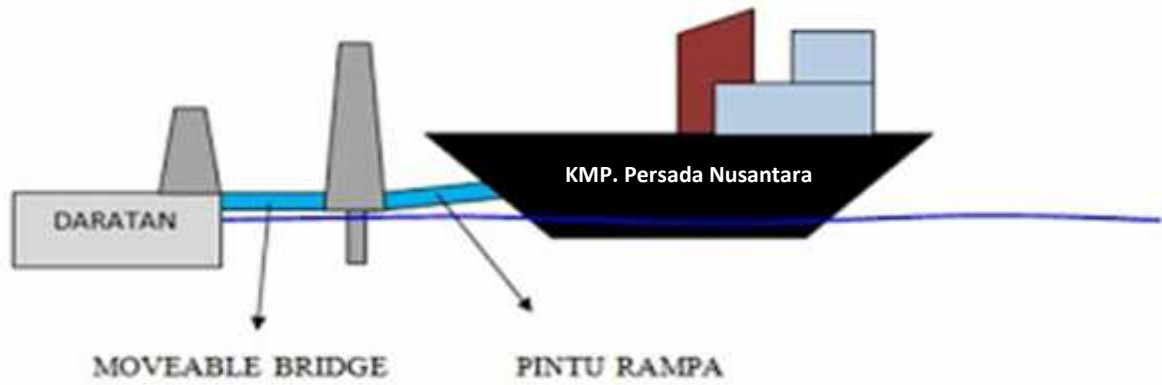 KMP. Persada Nusantara
DARATAN
MOVEABLE BRIDGE
PINTU RAMPA